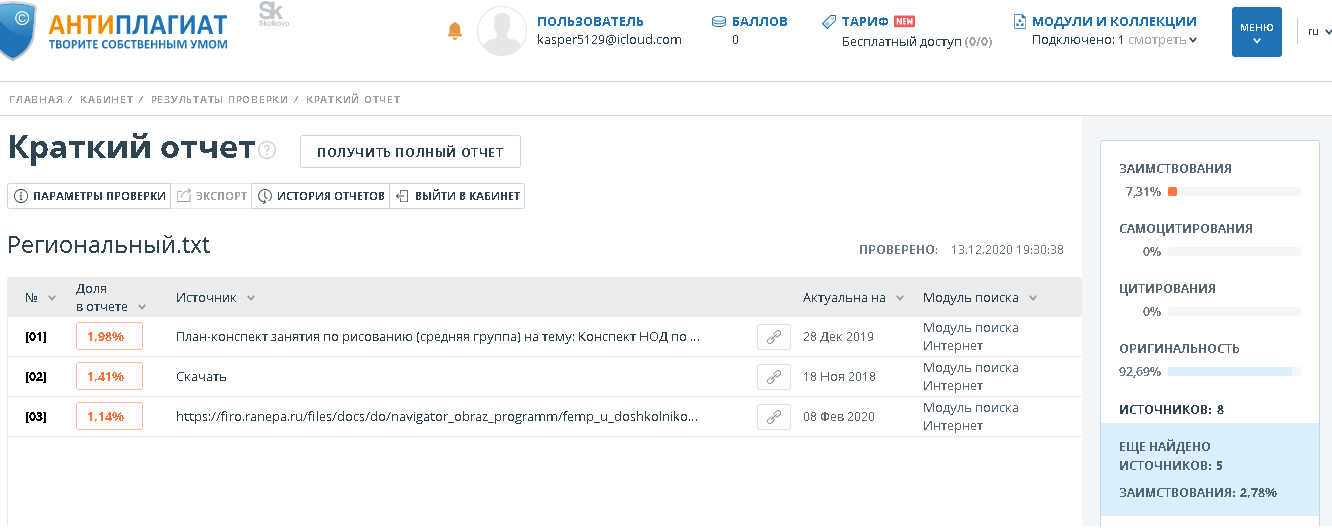 © АНТИПЛАГИАТ
ТВОРИТЕ СОБСТВЕННЫМ УМОМ
Sk
Skolkovo
ПОЛЬЗОВАТЕЛЬ
kasper5129@icloud.com
БАЛЛОВ
0
ТАРИФ NEW
Бесплатный доступ (0/0)
МОДУЛИ И КОЛЛЕКЦИИ
Подключено: 1 смотреть
МЕНЮ
ru
ГЛАВНАЯ / КАБИНЕТ / РЕЗУЛЬТАТЫ ПРОВЕРКИ / КРАТКИЙ ОТЧЕТ
Краткий отчет ?
ПОЛУЧИТЬ ПОЛНЫЙ ОТЧЕТ
ПАРАМЕТРЫ ПРОВЕРКИ ЭКСПОРТ ИСТОРИЯ ОТЧЕТОВ ВЫЙТИ В КАБИНЕТ
Региональный.txt
ПРОВЕРЕНО: 13.12.2020 19:30:38
№ Доля в отчете Источник Актуальна на Модуль поиска
[01] 1,98% План-конспект занятия по рисованию (средняя группа) на тему: Конспект НОД по ... 28 Дек 2019 Модуль поиска Интернет
[02] 1,41% Скачать 18 Ноя 2018 Модуль поиска Интернет
[03] 1,14% https://firo.ranepa.ru/files/docs/do/navigator_obraz_programm/femp_u_doshkolniko... 08 Фев 2020 Модуль поиска Интернет
ЗАИМСТВОВАНИЯ
7,31%
САМОЦИТИРОВАНИЯ
0%
ЦИТИРОВАНИЯ
0%
ОРИГИНАЛЬНОСТЬ
92,69%
ИСТОЧНИКОВ: 8
ЕЩЕ НАЙДЕНО
ИСТОЧНИКОВ: 5
ЗАИМСТВОВАНИЯ: 2,78%